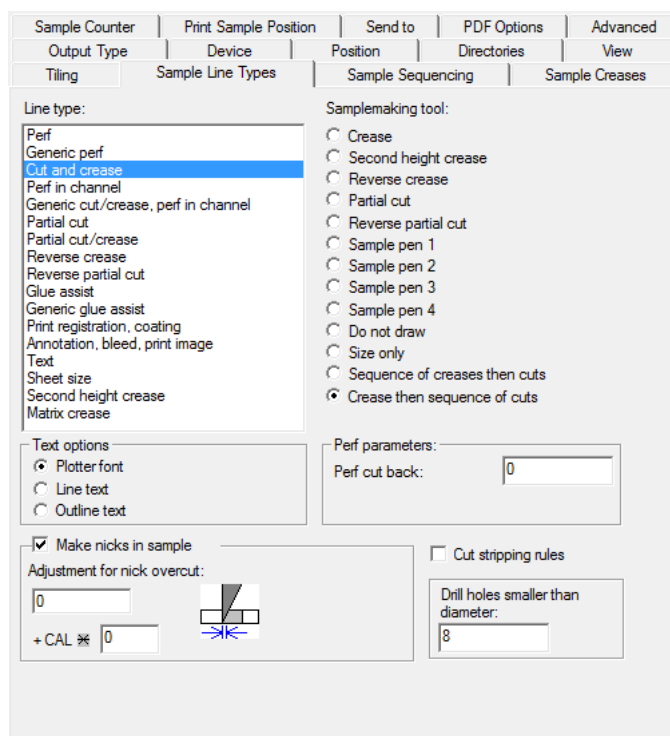 Sample Counter Print Sample Position Send to PDF Options Advanced
Output Type Device Position Directories View
Tiling Sample Line Types Sample Sequencing Sample Creases
Line type:
Perf
Generic perf
Cut and crease
Perf in channel
Generic cut/crease, perf in channel
Partial cut
Partial cut/crease
Reverse crease
Reverse partial cut
Glue assist
Generic glue assist
Print registration, coating
Annotation, bleed, print image
Text
Sheet size
Second height crease
Matrix crease
Samplemaking tool:
Crease
Second height crease
Reverse crease
Partial cut
Reverse partial cut
Sample pen 1
Sample pen 2
Sample pen 3
Sample pen 4
Do not draw
Size only
Sequence of creases then cuts
Crease then sequence of cuts
Text options
Plotter font
Line text
Outline text
Perf parameters:
Perf cut back: 0
Make nicks in sample
Adjustment for nick overcut:
0
+ CAL * 0
Cut stripping rules
Drill holes smaller than
diameter:
8